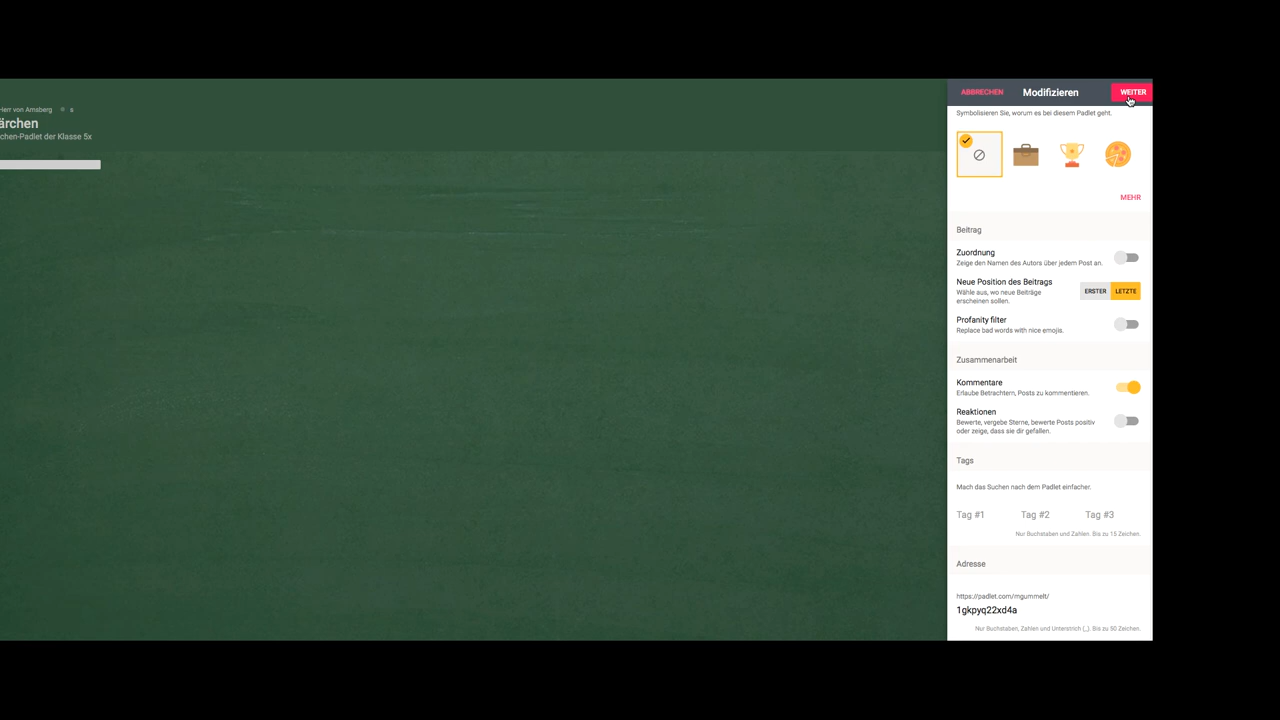 Herr von Amsberg s
ärchen
chen-Padlet der Klasse 5x
ABBRECHEN Modifizieren WEITER
Symbolisieren Sie, worum es bei diesem Padlet geht.
MEHR
Beitrag
Zuordnung
Zeige den Namen des Autors über jedem Post an.
Neue Position des Beitrags
Wähle aus, wo neue Beiträge
erscheinen sollen.
ERSTER LETZTE
Profanity filter
Replace bad words with nice emojis.
Zusammenarbeit
Kommentare
Erlaube Betrachtern, Posts zu kommentieren.
Reaktionen
Bewerte, vergebe Sterne, bewerte Posts positiv
oder zeige, dass sie dir gefallen.
Tags
Mach das Suchen nach dem Padlet einfacher.
Tag #1 Tag #2 Tag #3
Nur Buchstaben und Zahlen. Bis zu 15 Zeichen.
Adresse
https://padlet.com/mgummelt/
1gkpyq22xd4a
Nur Buchstaben, Zahlen und Unterstrich (_). Bis zu 50 Zeichen.